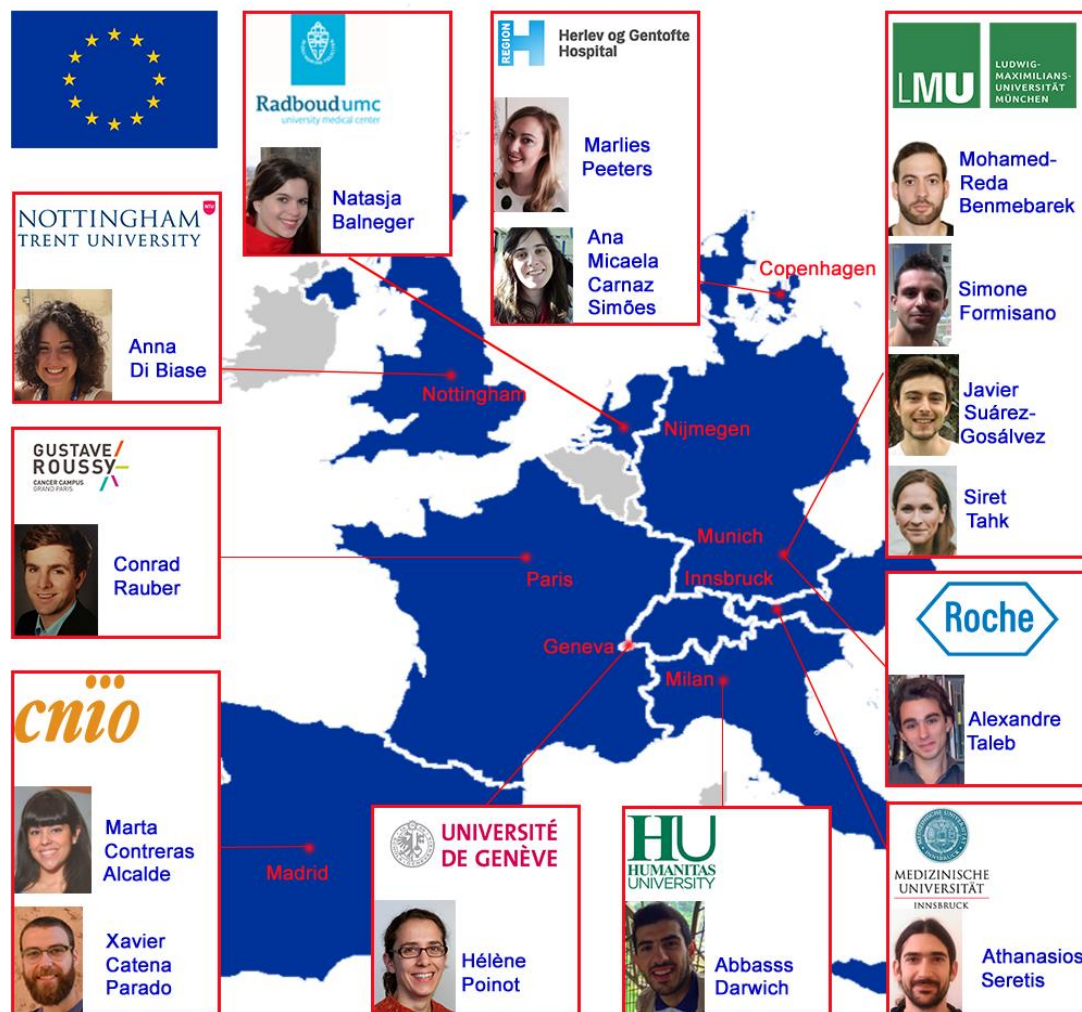 Radboudumc
university medical center
Natasja
Balneger
REGION
Herlev og Gentofte
Hospital
Marlies
Peeters
Ana
Micaela
Carnaz
Simões
LMU
LUDWIG-
MAXIMILIANS-
UNIVERSITÄT
MÜNCHEN
Mohamed-
Reda
Benmebarek
Simone
Formisano
Javier
Suárez-
Gosálvez
Siret
Tahk
NOTTINGHAM
NTU
TRENT UNIVERSITY
Anna
Di Biase
GUSTAVE
ROUSSY
CANCER CAMPUS
GRAND PARIS
Conrad
Rauber
Copenhagen
Nottingham
Nijmegen
Munich
Innsbruck
Paris
Geneva
Milan
Madrid
Roche
Alexandre
Taleb
cnio
Marta
Contreras
Alcalde
Xavier
Catena
Parado
UNIVERSITÉ
DE GENÈVE
Hélène
Poinot
HU
HUMANITAS
UNIVERSITY
Abbasss
Darwich
MEDIZINISCHE
UNIVERSITÄT
INNSBRUCK
Athanasios
Seretis